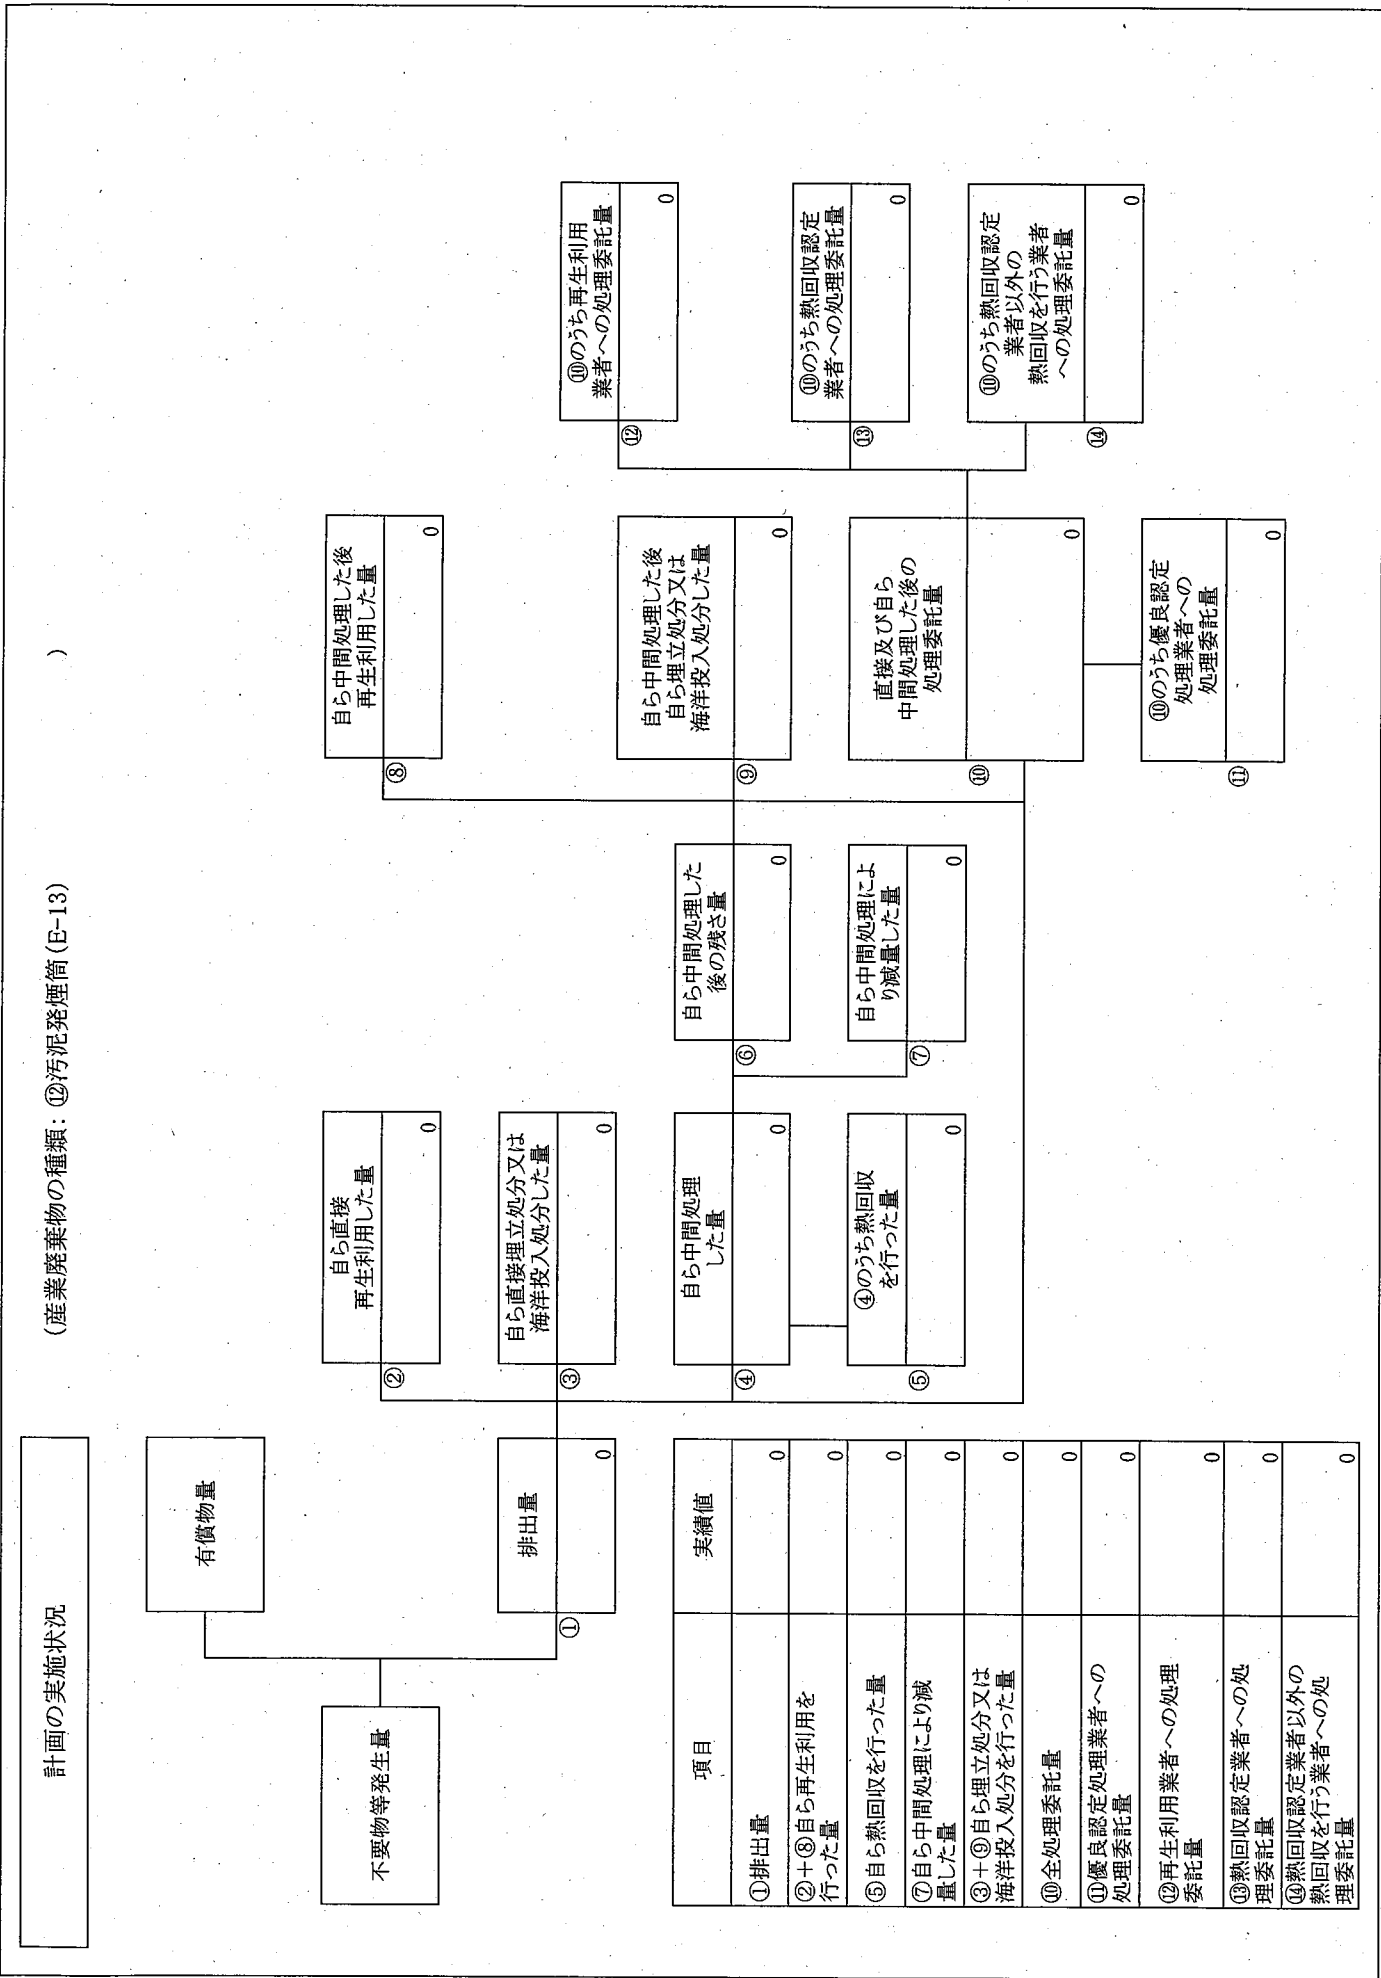 計画の実施状況
(産業廃棄物の種類: ⑫汚泥発煙筒(E-13)
)
不要物等発生量
有償物量
①
排出量
0
②
自ら直接
再生利用した量
0
③
自ら直接埋立処分又は
海洋投入処分した量
0
④
自ら中間処理
した量
0
⑤
④のうち熱回収
を行った量
0
⑥
自ら中間処理した
後の残さ量
0
⑦
自ら中間処理によ
り減量した量
0
⑧
自ら中間処理した後
再生利用した量
0
⑨
自ら中間処理した後
自ら埋立処分又は
海洋投入処分した量
0
⑩
直接及び自ら
中間処理した後の
処理委託量
0
⑪
⑩のうち優良認定
処理業者への
処理委託量
0
⑫
⑩のうち再生利用
業者への処理委託量
0
⑬
⑩のうち熱回収認定
業者への処理委託量
0
⑭
⑩のうち熱回収認定
業者以外の
熱回収を行う業者
への処理委託量
0
項目 実績値
①排出量 0
②+⑧自ら再生利用を
行った量 0
⑤自ら熱回収を行った量 0
⑦自ら中間処理により減
量した量 0
③+⑨自ら埋立処分又は
海洋投入処分を行った量 0
⑩全処理委託量 0
⑪優良認定処理業者への
処理委託量 0
⑫再生利用業者への処理
委託量 0
⑬熱回収認定業者への処
理委託量 0
⑭熱回収認定業者以外の
熱回収を行う業者への処
理委託量 0